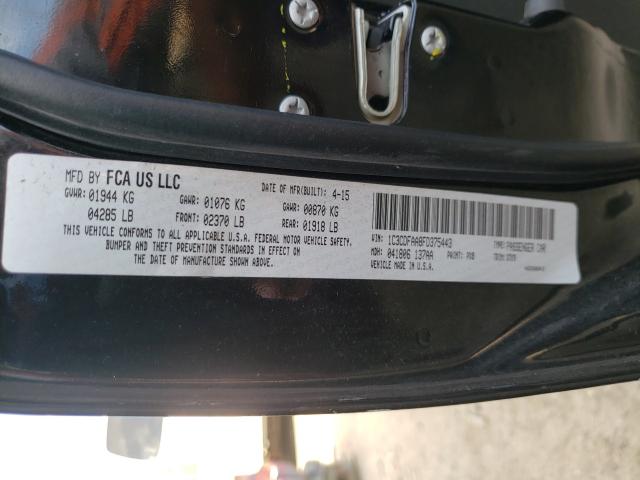 MFD BY FCA US LLC
DATE OF MFR(BUILT): 4-15
GVWR: 01944 KG
GAWR: 01076 KG
GAWR: 00870 KG
04285 LB
FRONT: 02370 LB
REAR: 01918 LB
THIS VEHICLE CONFORMS TO ALL APPLICABLE U.S.A. FEDERAL MOTOR VEHICLE SAFETY,
BUMPER AND THEFT PREVENTION STANDARDS IN EFFECT ON
THE DATE OF MANUFACTURE SHOWN ABOVE.
VIN: 1C3CDFAA8FD375443
TYPE: PASSENGER CAR
MDH: 041806 137AA
PAINT: PXB
VEHICLE MADE IN U.S.A.